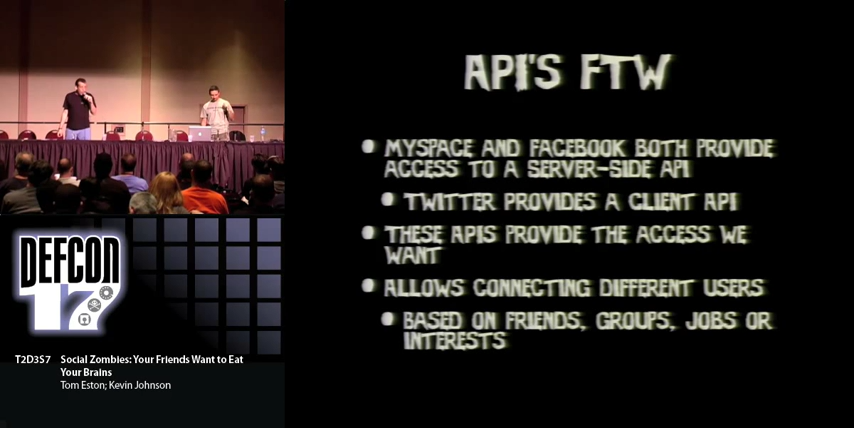 API'S FTW
MYSPACE AND FACEBOOK BOTH PROVIDE
ACCESS TO A SERVER-SIDE API
TWITTER PROVIDES A CLIENT API
THESE APIS PROVIDE THE ACCESS WE
WANT
ALLOWS CONNECTING DIFFERENT USERS
BASED ON FRIENDS, GROUPS, JOBS OR
INTERESTS
DEFCON
17
T2D3S7 Social Zombies: Your Friends Want to Eat
Your Brains
Tom Eston; Kevin Johnson